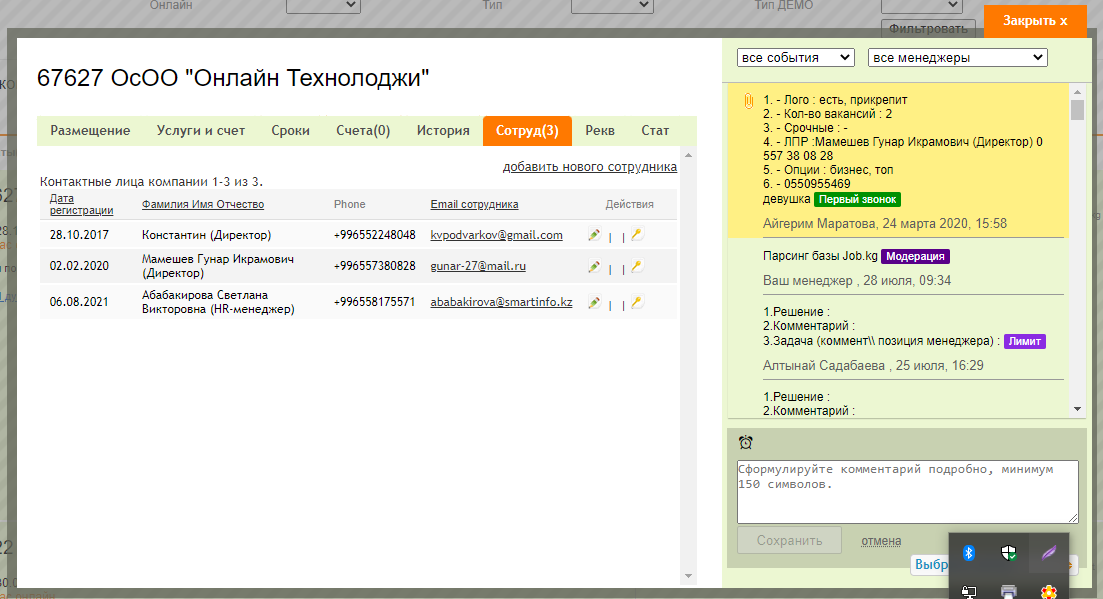 Онлайн Тип Тип ДЕМО
Фильтровать
Закрыть x
67627 ОсОО "Онлайн Технолоджи"
Размещение Услуги и счет Сроки Счета(0) История Сотруд(3) Рекв Стат
добавить нового сотрудника
Контактные лица компании 1-3 из 3.
Дата регистрации Фамилия Имя Отчество Phone Email сотрудника Действия
28.10.2017 Константин (Директор) +996552248048 kvpodvarkov@gmail.com | |
02.02.2020 Мамешев Гунар Икрамович (Директор) +996557380828 gunar-27@mail.ru | |
06.08.2021 Абабакирова Светлана Викторовна (HR-менеджер) +996558175571 ababakirova@smartinfo.kz | |
все события все менеджеры
1. - Лого : есть, прикрепит
2. - Кол-во вакансий : 2
3. - Срочные : -
4. - ЛПР :Мамешев Гунар Икрамович (Директор) 0
557 38 08 28
5. - Опции : бизнес, топ
6. - 0550955469
девушка Первый звонок
Айгерим Маратова, 24 марта 2020, 15:58
Парсинг базы Job.kg Модерация
Ваш менеджер , 28 июля, 09:34
1.Решение :
2.Комментарий :
3.Задача (коммент\\ позиция менеджера) : Лимит
Алтынай Садабаева , 25 июля, 16:29
1.Решение :
2.Комментарий :
Сформулируйте комментарий подробно, минимум
150 символов.
Сохранить отмена
Выбр